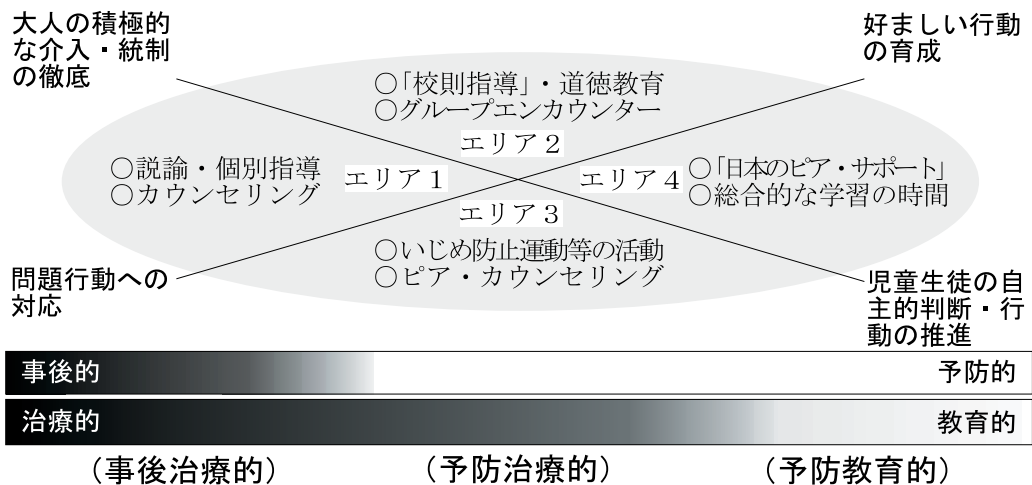 大人の積極的
な介入・統制
の徹底
好ましい行動
の育成
○「校則指導」・道徳教育
○グループエンカウンター
エリア２
○説諭・個別指導
○カウンセリング
エリア１
エリア４
○「日本のピア・サポート」
○総合的な学習の時間
エリア３
○いじめ防止運動等の活動
○ピア・カウンセリング
問題行動への
対応
児童生徒の自
主的判断・行
動の推進
事後的
予防的
治療的
教育的
（事後治療的）
（予防治療的）
（予防教育的）